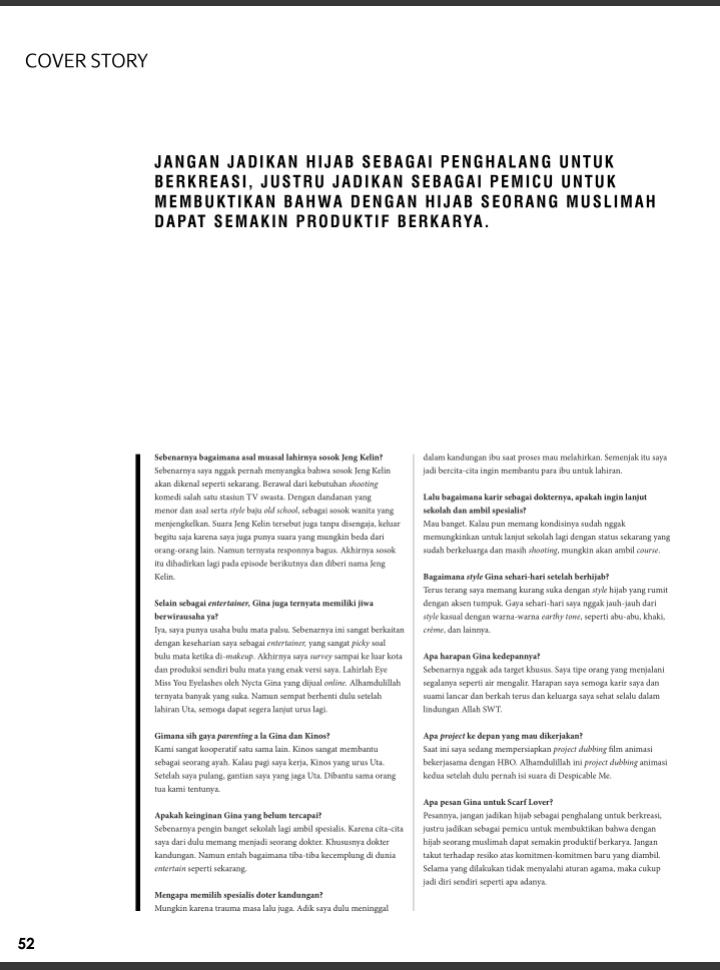 COVER STORY
JANGAN JADIKAN HIJAB SEBAGAI PENGHALANG UNTUK
BERKREASI, JUSTRU JADIKAN SEBAGAI PEMICU UNTUK
MEMBUKTIKAN BAHWA DENGAN HIJAB SEORANG MUSLIMAH
DAPAT SEMAKIN PRODUKTIF BERKARYA.
Sebenarnya bagaimana asal muasal lahirnya sosok Jeng Kelin?
Sebenarnya saya nggak pernah menyangka bahwa sosok Jeng Kelin
akan dikenal seperti sekarang. Berawal dari kebutuhan shooting
komedi salah satu stasiun TV swasta. Dengan dandanan yang
menor dan asal serta style baju old school, sebagai sosok wanita yang
menjengkelkan. Suara Jeng Kelin tersebut juga tanpa disengaja, keluar
begitu saja karena saya juga punya suara yang mungkin beda dari
orang-orang lain. Namun ternyata responnya bagus. Akhirnya sosok
itu dihadirkan lagi pada episode berikutnya dan diberi nama Jeng
Kelin.
Selain sebagai entertainer, Gina juga ternyata memiliki jiwa
berwirausaha ya?
Iya, saya punya usaha bulu mata palsu. Sebenarnya ini sangat berkaitan
dengan keseharian saya sebagai entertainer, yang sangat picky soal
bulu mata ketika di-makeup. Akhirnya saya survey sampai ke luar kota
dan produksi sendiri bulu mata yang enak versi saya. Lahirlah Eye
Miss You Eyelashes oleh Nycta Gina yang dijual online. Alhamdulillah
ternyata banyak yang suka. Namun sempat berhenti dulu setelah
lahiran Uta, semoga dapat segera lanjut urus lagi.
Gimana sih gaya parenting a la Gina dan Kinos?
Kami sangat kooperatif satu sama lain. Kinos sangat membantu
sebagai seorang ayah. Kalau pagi saya kerja, Kinos yang urus Uta.
Setelah saya pulang, gantian saya yang jaga Uta. Dibantu sama orang
tua kami tentunya.
Apakah keinginan Gina yang belum tercapai?
Sebenarnya pengin banget sekolah lagi ambil spesialis. Karena cita-cita
saya dari dulu memang menjadi seorang dokter. Khususnya dokter
kandungan. Namun entah bagaimana tiba-tiba kecemplung di dunia
entertain seperti sekarang.
Mengapa memilih spesialis doter kandungan?
Mungkin karena trauma masa lalu juga. Adik saya dulu meninggal
dalam kandungan ibu saat proses mau melahirkan. Semenjak itu saya
jadi bercita-cita ingin membantu para ibu untuk lahiran.
Lalu bagaimana karir sebagai dokternya, apakah ingin lanjut
sekolah dan ambil spesialis?
Mau banget. Kalau pun memang kondisinya sudah nggak
memungkinkan untuk lanjut sekolah lagi dengan status sekarang yang
sudah berkeluarga dan masih shooting, mungkin akan ambil course.
Bagaimana style Gina sehari-hari setelah berhijab?
Terus terang saya memang kurang suka dengan style hijab yang rumit
dengan aksen tumpuk. Gaya sehari-hari saya nggak jauh-jauh dari
style kasual dengan warna-warna earthy tone, seperti abu-abu, khaki,
crème, dan lainnya.
Apa harapan Gina kedepannya?
Sebenarnya nggak ada target khusus. Saya tipe orang yang menjalani
segalanya seperti air mengalir. Harapan saya semoga karir saya dan
suami lancar dan berkah terus dan keluarga saya sehat selalu dalam
lindungan Allah SWT.
Apa project ke depan yang mau dikerjakan?
Saat ini saya sedang mempersiapkan project dubbing film animasi
bekerjasama dengan HBO. Alhamdulillah ini project dubbing animasi
kedua setelah dulu pernah isi suara di Despicable Me.
Apa pesan Gina untuk Scarf Lover?
Pesannya, jangan jadikan hijab sebagai penghalang untuk berkreasi,
justru jadikan sebagai pemicu untuk membuktikan bahwa dengan
hijab seorang muslimah dapat semakin produktif berkarya. Jangan
takut terhadap resiko atas komitmen-komitmen baru yang diambil.
Selama yang dilakukan tidak menyalahi aturan agama, maka cukup
jadi diri sendiri seperti apa adanya.
52